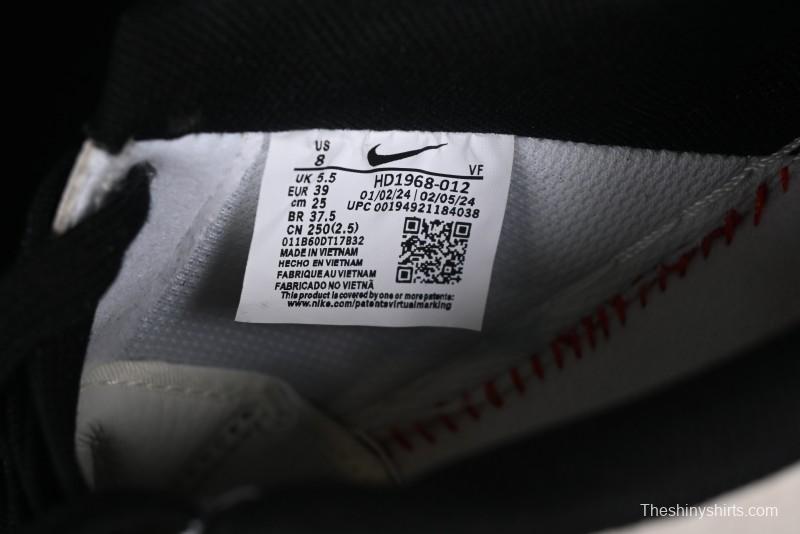 US
8
VF
UK 5.5
EUR 39
cm 25
BR 37.5
CN 250(2.5)
HD1968-012
01/02/24 | 02/05/24
UPC 00194921184038
011B60DT17B32
MADE IN VIETNAM
HECHO EN VIETNAM
FABRIQUE AU VIETNAM
FABRICADO NO VIETNÃ
This product is covered by one or more patents:
www.nike.com/patentsvirtualmarking
Theshinyshirts.com